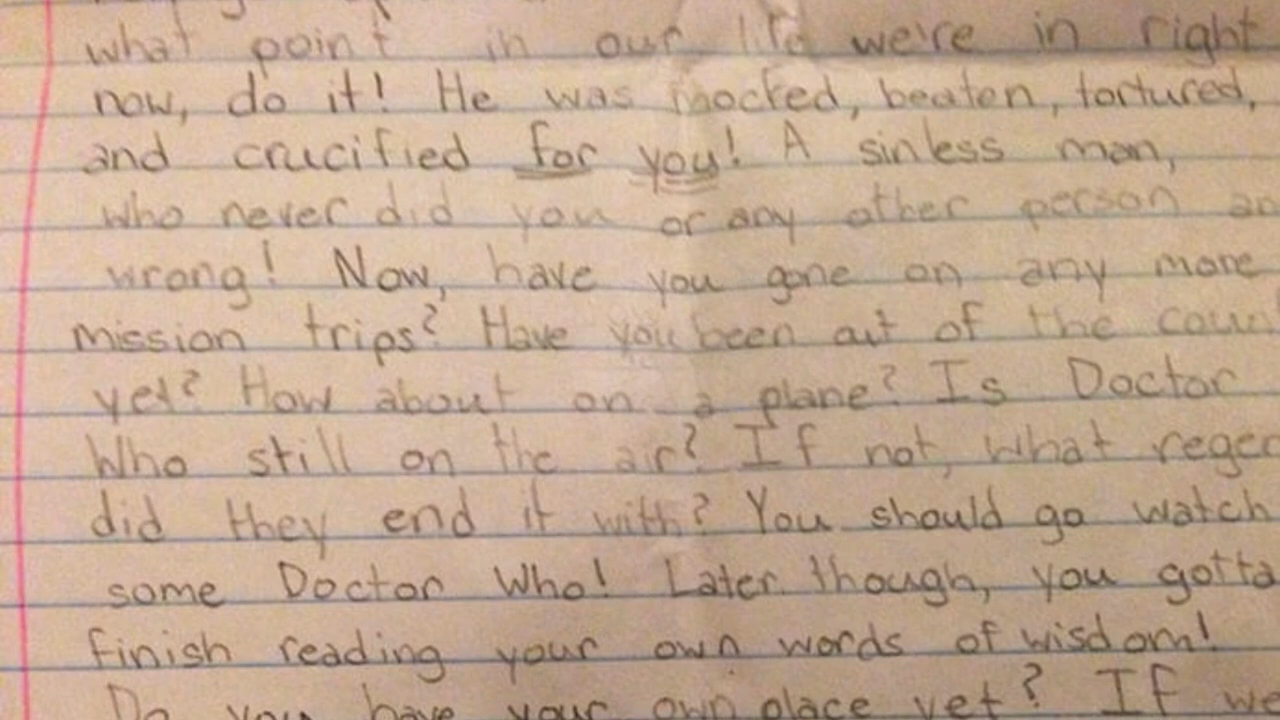 what point in our life we're in right
now, do it! He was mocked, beaten, tortured,
and crucified for you! A sinless man,
who never did you or any other person
wrong! Now, have you gone on any more
mission trips? Have you been out of the
yet? How about on a plane? Is Doctor
Who still on the air? If not, what
did they end it with? You should go watch
some Doctor Who! Later though, you gotta
finish reading your own words of wisdom!
Do you have your own place yet? If we